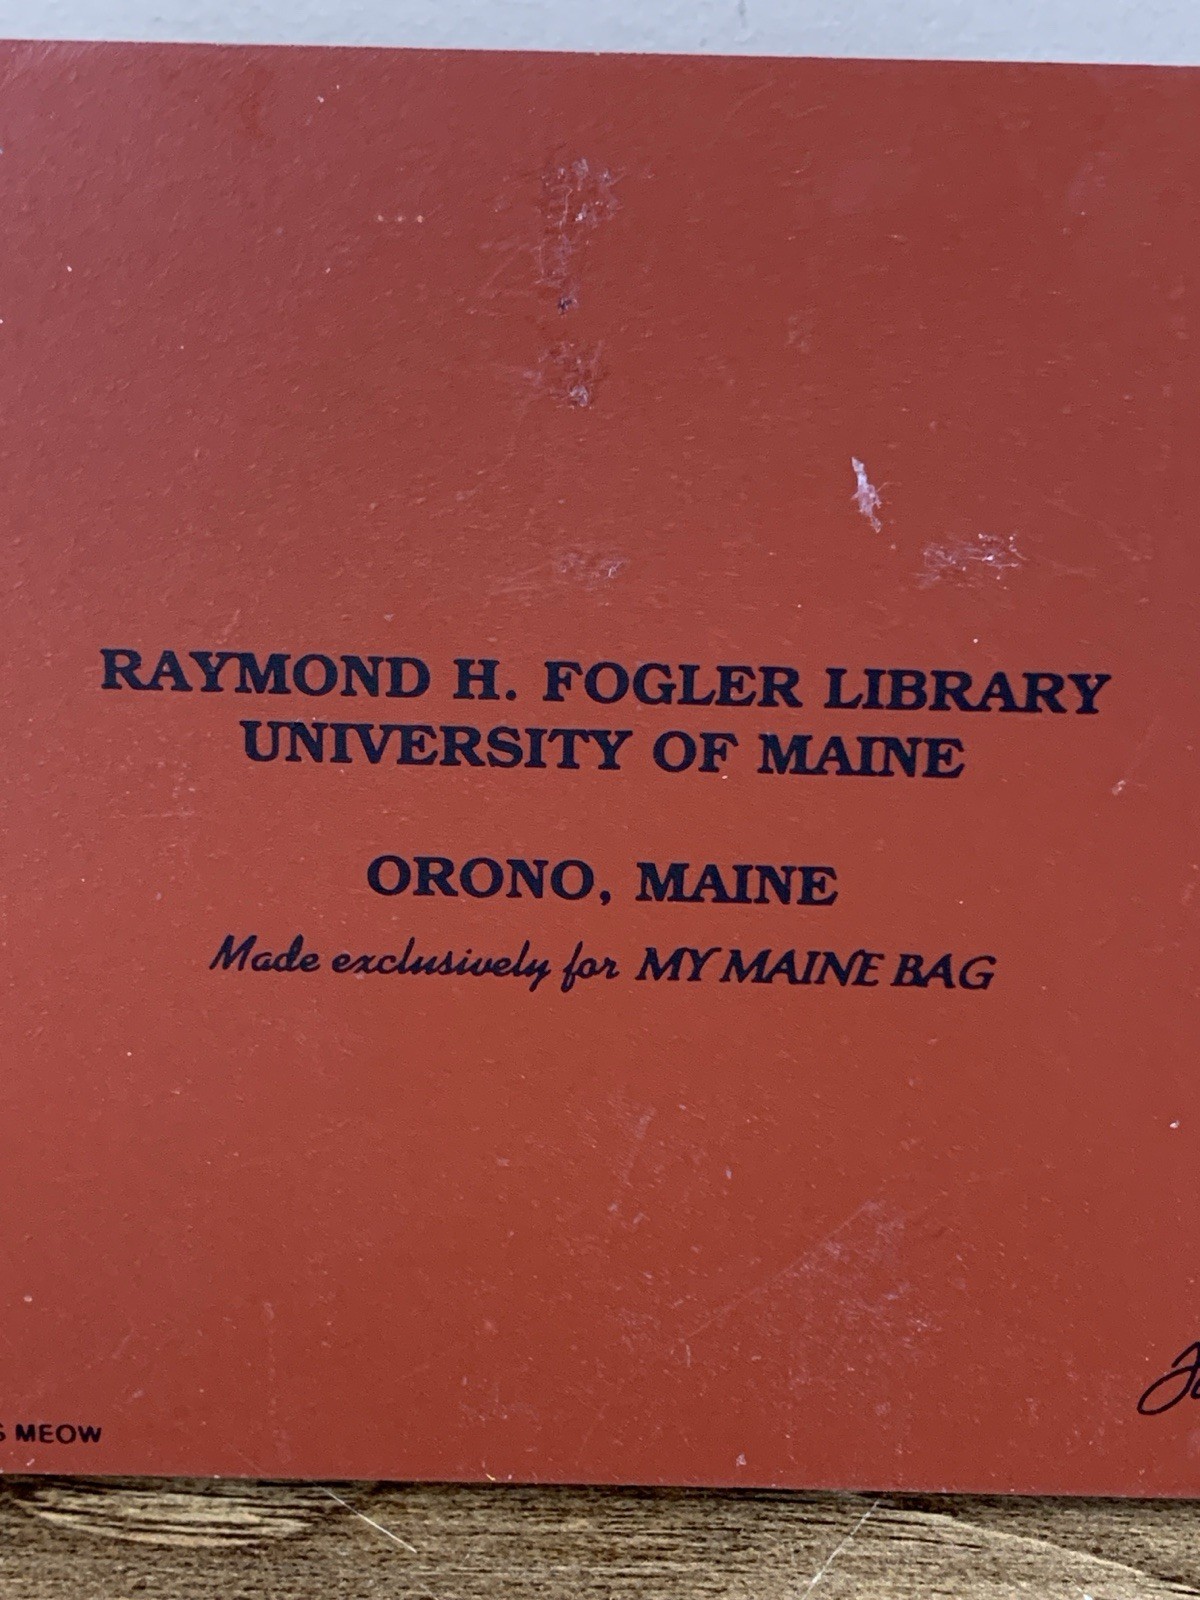 RAYMOND H. FOGLER LIBRARY
UNIVERSITY OF MAINE
ORONO, MAINE
Made exclusively for MY MAINE BAG
MEOW